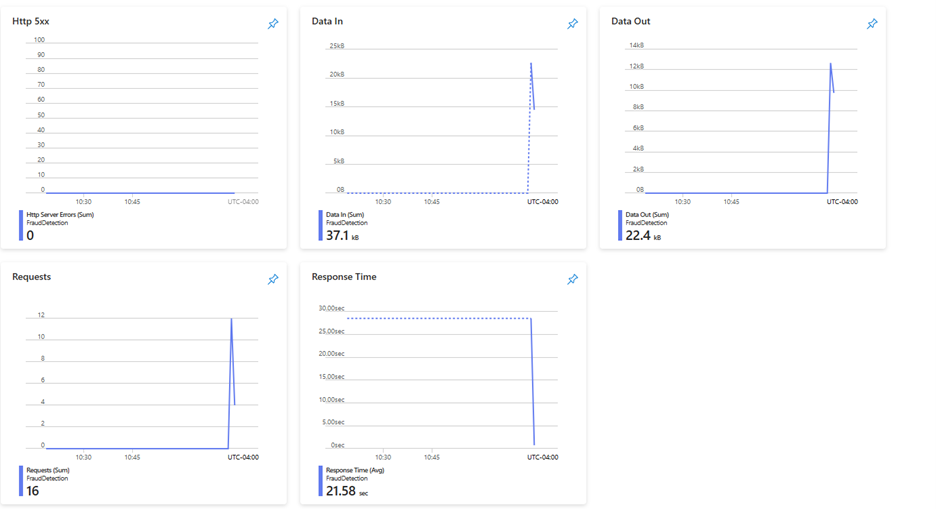 Http 5xx
100
90
80
70
60
50
40
30
20
10
0
10:30 10:45 UTC-04:00
Http Server Errors (Sum)
FraudDetection
0
Data In
25kB
20kB
15kB
10kB
5kB
0B
10:30 10:45 UTC-04:00
Data In (Sum)
FraudDetection
37.1 kB
Data Out
14kB
12kB
10kB
8kB
6kB
4kB
2kB
0B
10:30 10:45 UTC-04:00
Data Out (Sum)
FraudDetection
22.4 kB
Requests
12
10
8
6
4
2
0
10:30 10:45 UTC-04:00
Requests (Sum)
FraudDetection
16
Response Time
30.00sec
25.00sec
20.00sec
15.00sec
10.00sec
5.00sec
0sec
10:30 10:45 UTC-04:00
Response Time (Avg)
FraudDetection
21.58 sec